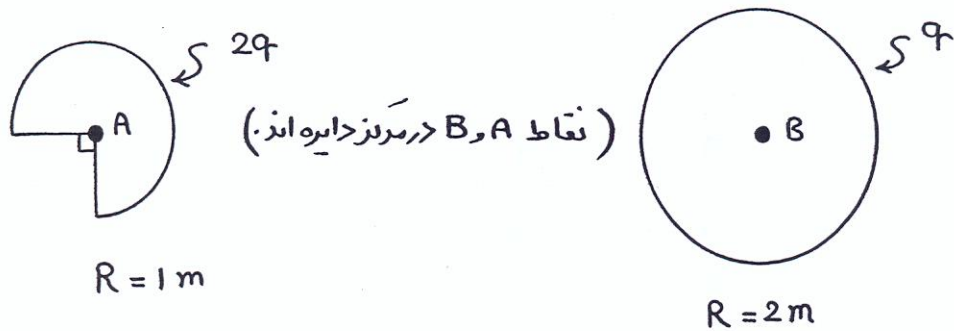 2q
q
A
(نقاط A و B در مرکز دایره اند.)
B
R = 1 m
R = 2 m